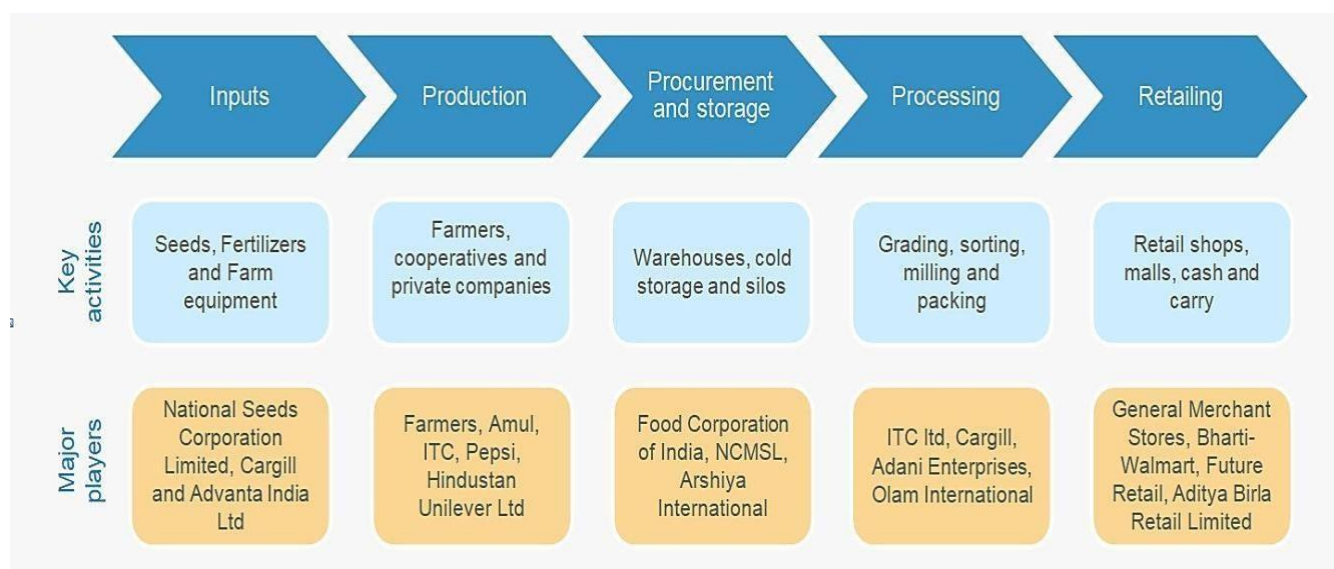 Inputs
Production
Procurement
and storage
Processing
Retailing
Key
activities
Seeds, Fertilizers
and Farm
equipment
Farmers,
cooperatives and
private companies
Warehouses, cold
storage and silos
Grading, sorting,
milling and
packing
Retail shops,
malls, cash and
carry
Major
players
National Seeds
Corporation
Limited, Cargill
and Advanta India
Ltd
Farmers, Amul,
ITC, Pepsi,
Hindustan
Unilever Ltd
Food Corporation
of India, NCMSL,
Arshiya
International
ITC ltd, Cargill,
Adani Enterprises,
Olam International
General Merchant
Stores, Bharti-
Walmart, Future
Retail, Aditya Birla
Retail Limited